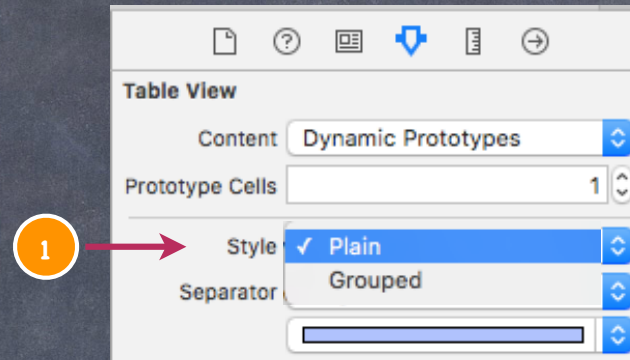 Table View
Content Dynamic Prototypes
Prototype Cells 1
1
Style ✓ Plain
Grouped
Separator